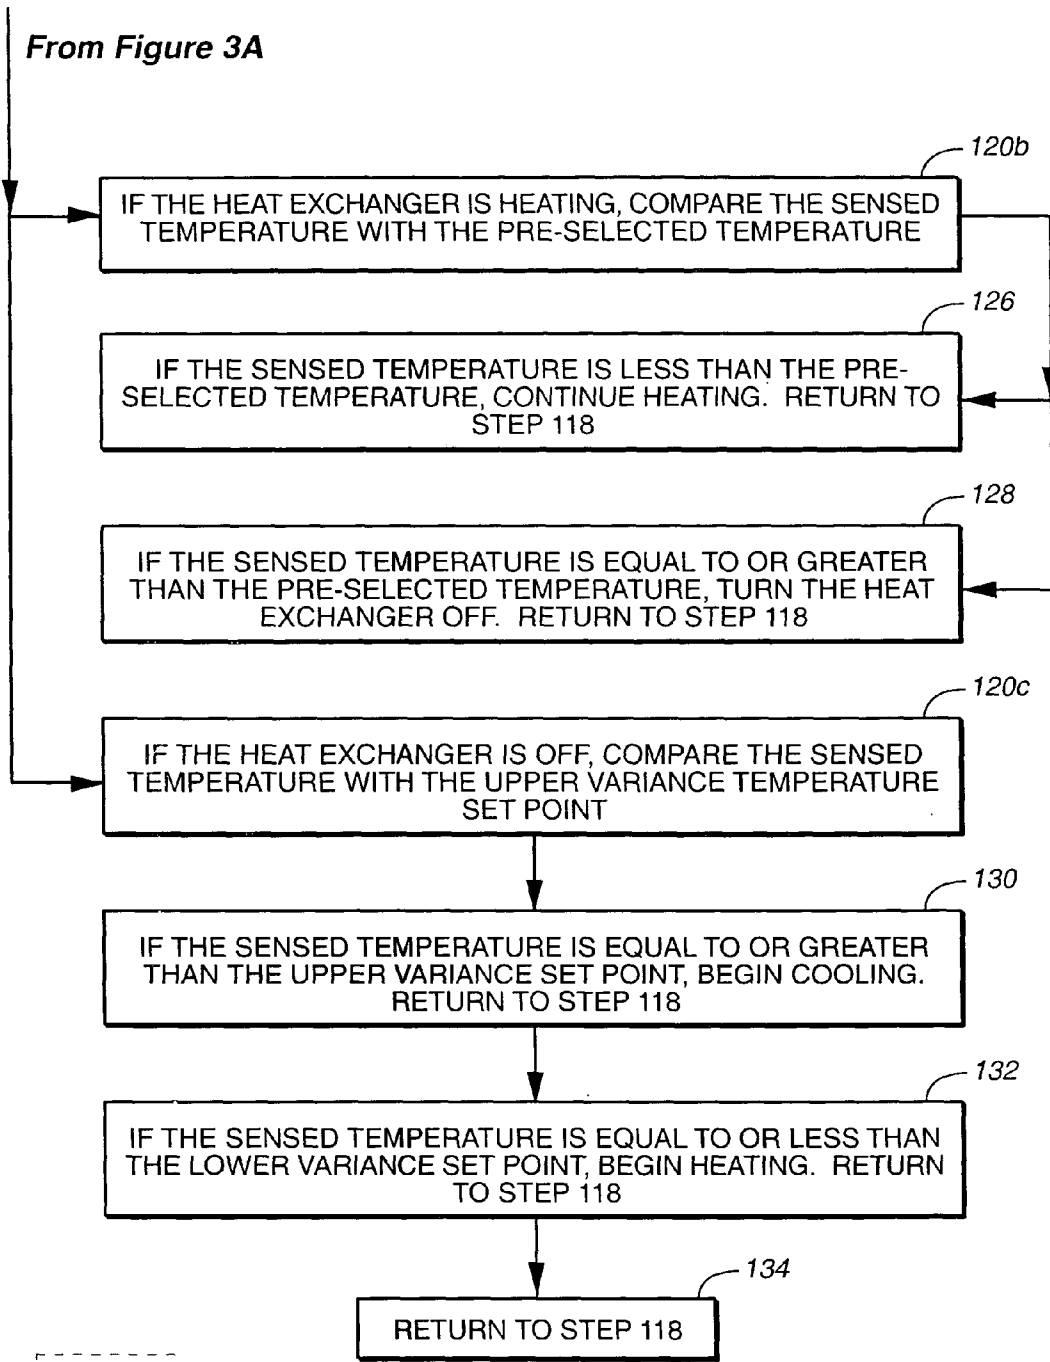 From Figure 3A
120b
IF THE HEAT EXCHANGER IS HEATING, COMPARE THE SENSED
TEMPERATURE WITH THE PRE-SELECTED TEMPERATURE
126
IF THE SENSED TEMPERATURE IS LESS THAN THE PRE-
SELECTED TEMPERATURE, CONTINUE HEATING. RETURN TO
STEP 118
128
IF THE SENSED TEMPERATURE IS EQUAL TO OR GREATER
THAN THE PRE-SELECTED TEMPERATURE, TURN THE HEAT
EXCHANGER OFF. RETURN TO STEP 118
120c
IF THE HEAT EXCHANGER IS OFF, COMPARE THE SENSED
TEMPERATURE WITH THE UPPER VARIANCE TEMPERATURE
SET POINT
130
IF THE SENSED TEMPERATURE IS EQUAL TO OR GREATER
THAN THE UPPER VARIANCE SET POINT, BEGIN COOLING.
RETURN TO STEP 118
132
IF THE SENSED TEMPERATURE IS EQUAL TO OR LESS THAN
THE LOWER VARIANCE SET POINT, BEGIN HEATING. RETURN
TO STEP 118
134
RETURN TO STEP 118